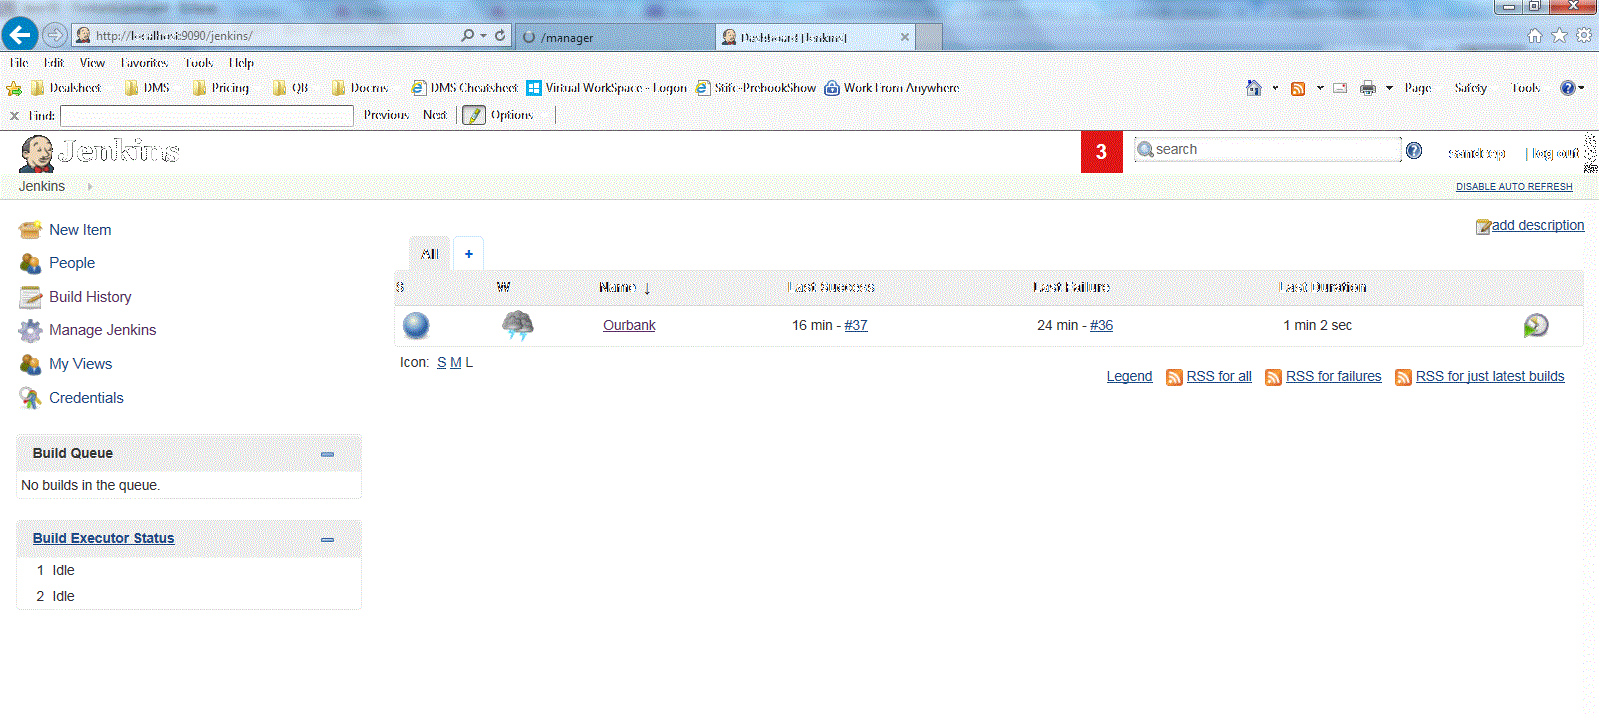 http://localhost:9090/jenkins/
/manager
Dashboard [Jenkins]
File Edit View Favorites Tools Help
Dealsheet DMS Pricing QB Docros DMS Cheatsheet Virtual WorkSpace - Logon Work From Anywhere Page Safety Tools
Find: Previous Next Options
Jenkins 3 search sandeep | log out
Jenkins DISABLE AUTO REFRESH
New Item
People
Build History
Manage Jenkins
My Views
Credentials
Build Queue
No builds in the queue.
Build Executor Status
1 Idle
2 Idle
add description
All +
S W Name ↓ Last Success Last Failure Last Duration
Ourbank 16 min - #37 24 min - #36 1 min 2 sec
Icon: S M L
Legend RSS for all RSS for failures RSS for just latest builds